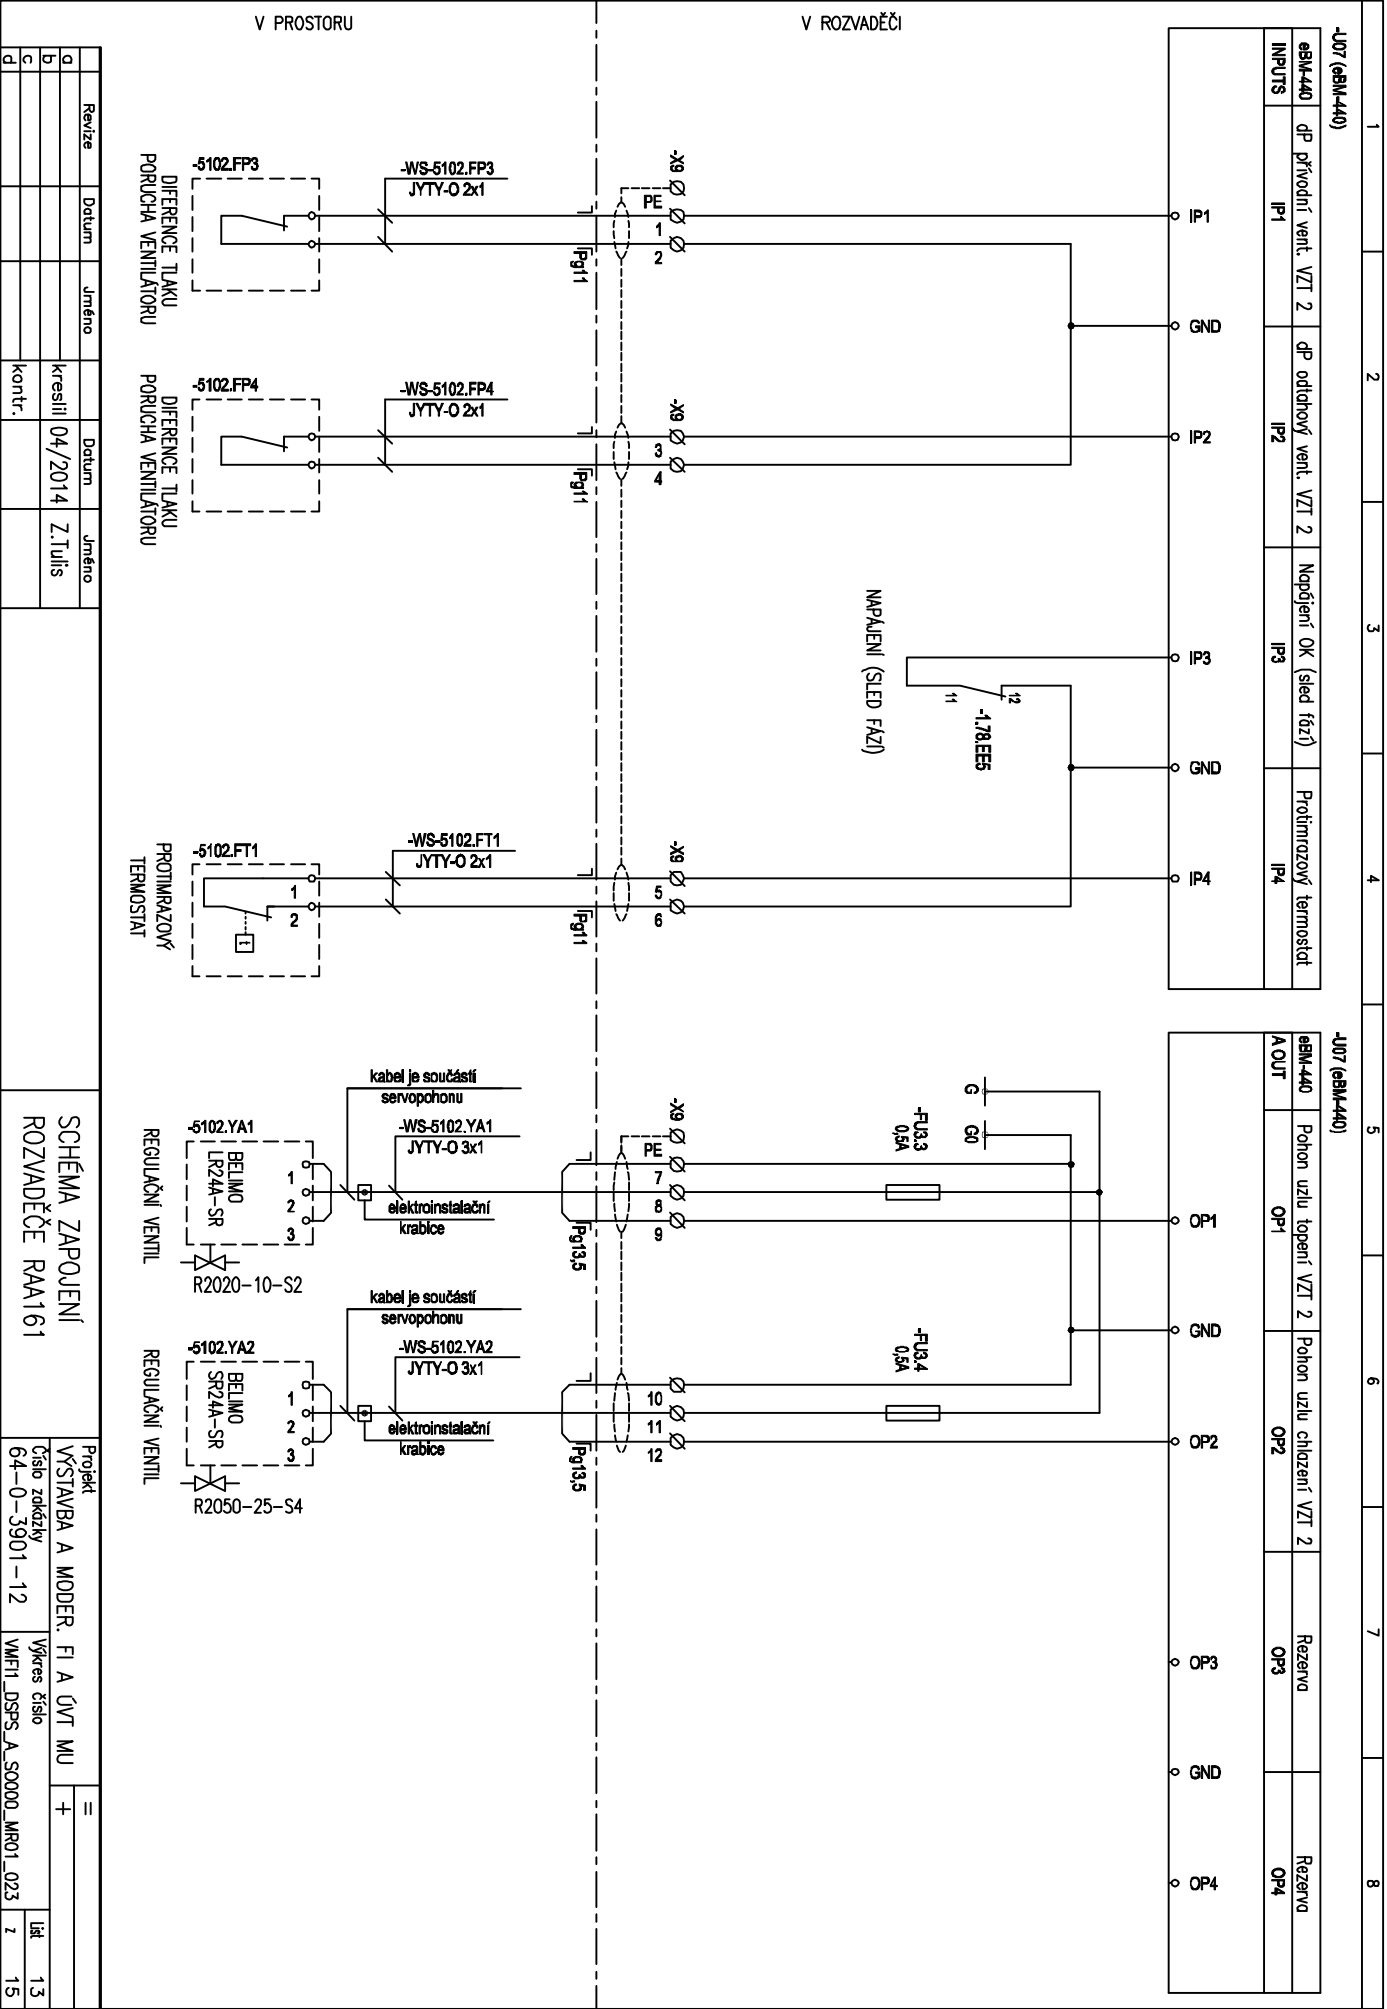 1
2
3
4
5
6
7
8
-U07 (eBM-440)
eBM-440
INPUTS
dP přívodní vent. VZT 2
IP1
dP odtahový vent. VZT 2
IP2
Napájení OK (sled fází)
IP3
Protimrazový termostat
IP4
IP1
GND
IP2
IP3
GND
IP4
-U07 (eBM-440)
eBM-440
A OUT
Pohon uzlu topení VZT 2
OP1
Pohon uzlu chlazení VZT 2
OP2
Rezerva
OP3
Rezerva
OP4
OP1
GND
OP2
OP3
GND
OP4
V ROZVADĚČI
12
11
-1.78.EE5
NAPÁJENÍ (SLED FÁZÍ)
G
G0
-FU3.3
0,5A
-FU3.4
0,5A
-X9
PE
1
2
-X9
3
4
-X9
5
6
-X9
PE
7
8
9
10
11
12
Pg11
Pg11
Pg11
Pg13,5
Pg13,5
V PROSTORU
-WS-5102.FP3
JYTY-O 2x1
-WS-5102.FP4
JYTY-O 2x1
-WS-5102.FT1
JYTY-O 2x1
kabel je součástí
servopohonu
-WS-5102.YA1
JYTY-O 3x1
elektroinstalační
krabice
kabel je součástí
servopohonu
-WS-5102.YA2
JYTY-O 3x1
elektroinstalační
krabice
-5102.FP3
DIFERENCE TLAKU
PORUCHA VENTILÁTORU
-5102.FP4
DIFERENCE TLAKU
PORUCHA VENTILÁTORU
-5102.FT1
1
2
t
PROTIMRAZOVÝ
TERMOSTAT
-5102.YA1
1
2
3
BELIMO
LR24A-SR
R2020-10-S2
REGULAČNÍ VENTIL
-5102.YA2
1
2
3
BELIMO
SR24A-SR
R2050-25-S4
REGULAČNÍ VENTIL
Revize
Datum
Jméno
Datum
Jméno
a
b
c
d
kreslil
04/2014
Z.Tulis
kontr.
SCHÉMA ZAPOJENÍ
ROZVADĚČE RAA161
Projekt
VÝSTAVBA A MODER. FI A ÚVT MU
Číslo zakázky
64-0-3901-12
Výkres číslo
VMFI1_DSPS_A_SO000_MR01_023
=
+
List
13
z
15